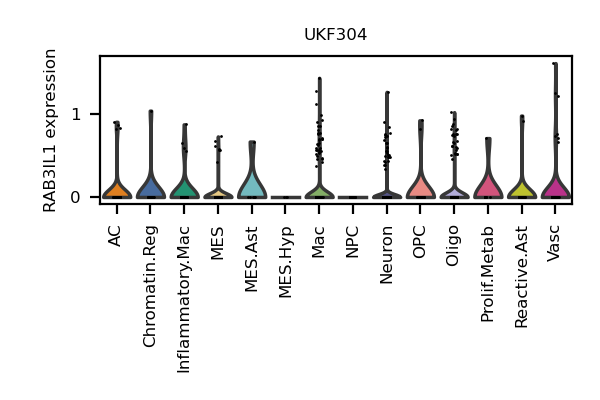 UKF304
RAB3IL1 expression
1
0
AC
Chromatin.Reg
Inflammatory.Mac
MES
MES.Ast
MES.Hyp
Mac
NPC
Neuron
OPC
Oligo
Prolif.Metab
Reactive.Ast
Vasc